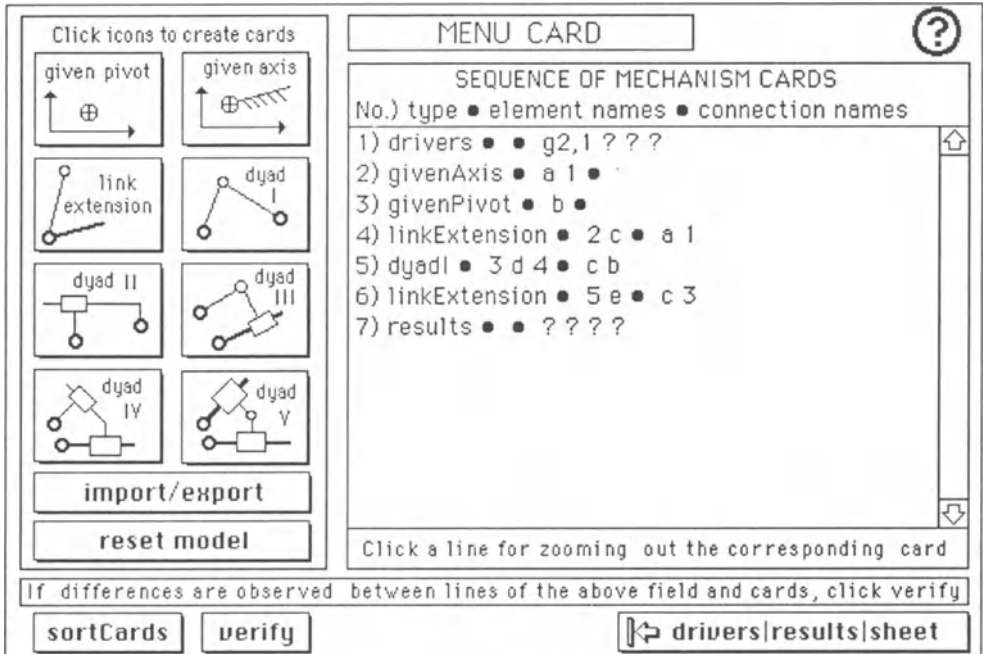 Click icons to create cards
given pivot
given axis
link
extension
dyad
I
dyad II
dyad
III
dyad
IV
dyad
V
import/export
reset model
MENU CARD
?
SEQUENCE OF MECHANISM CARDS
No.) type ● element names ● connection names
1) drivers ● ● g2,1 ? ? ?
2) givenAxis ● a 1 ●
3) givenPivot ● b ●
4) linkExtension ● 2 c ● a 1
5) dyadI ● 3 d 4 ● c b
6) linkExtension ● 5 e ● c 3
7) results ● ● ? ? ? ?
Click a line for zooming out the corresponding card
If differences are observed between lines of the above field and cards, click verify
sortCards
verify
drivers|results|sheet